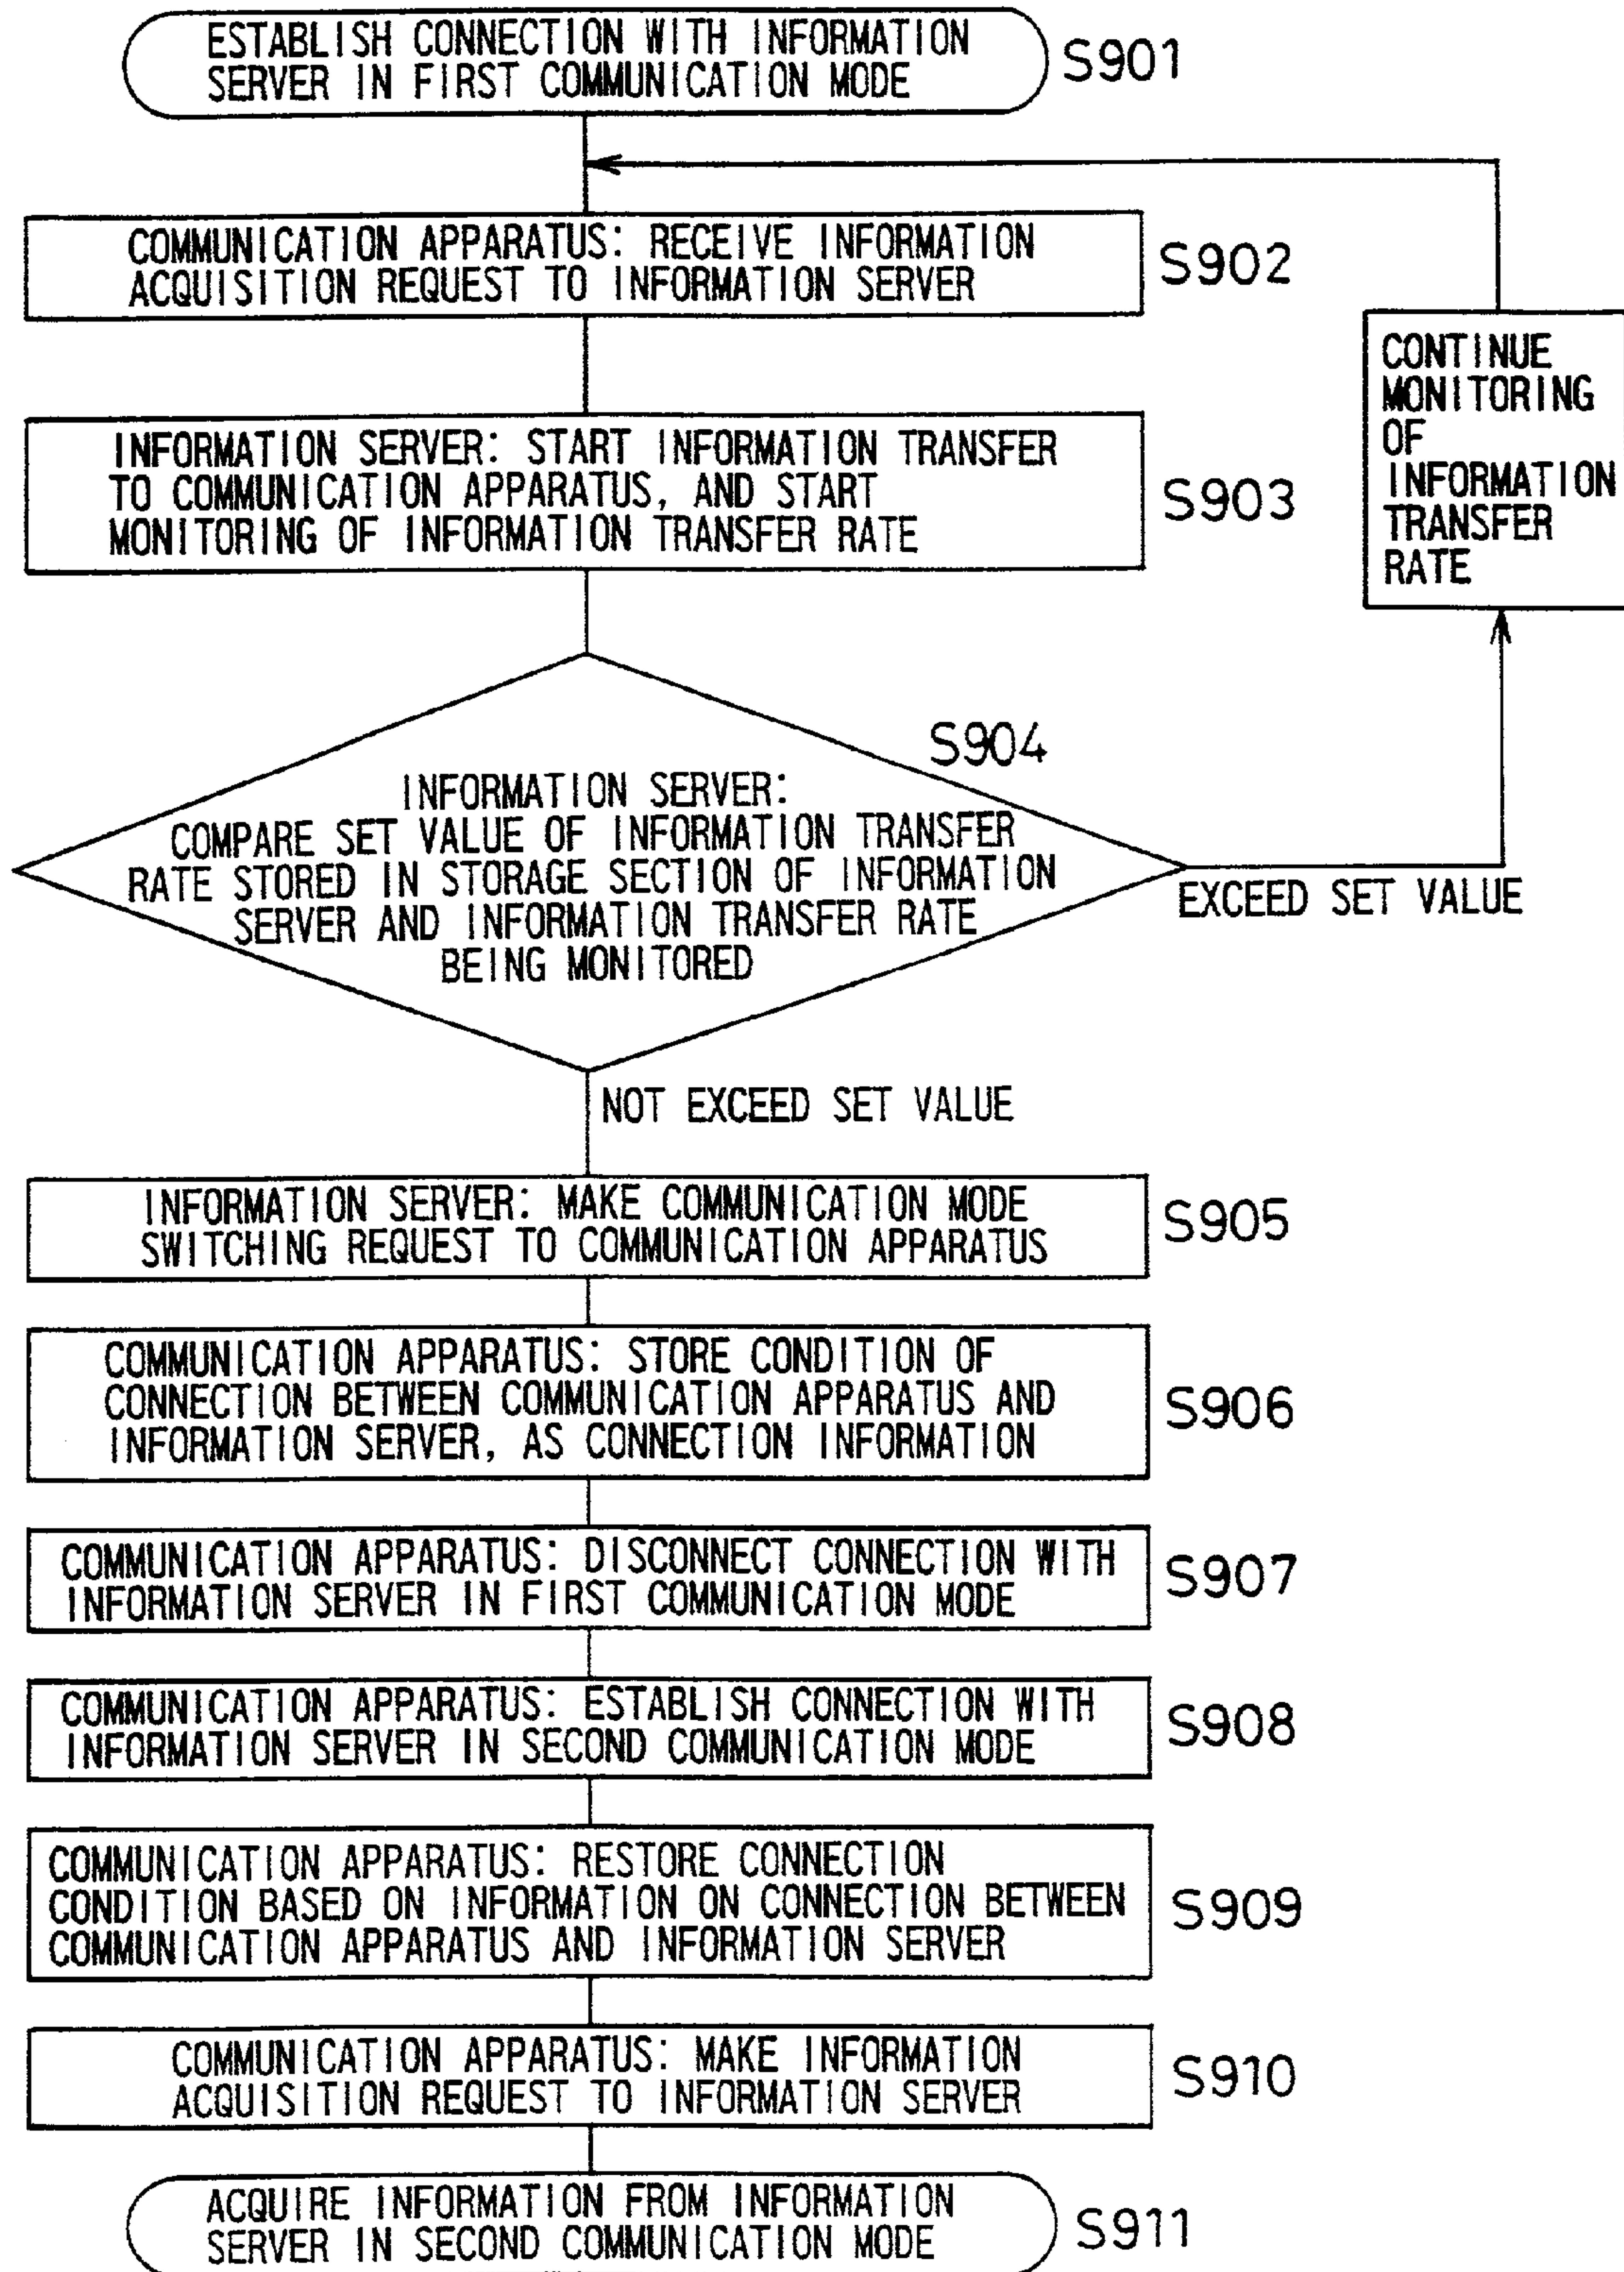 ESTABLISH CONNECTION WITH INFORMATION
SERVER IN FIRST COMMUNICATION MODE
S901
COMMUNICATION APPARATUS: RECEIVE INFORMATION
ACQUISITION REQUEST TO INFORMATION SERVER
S902
CONTINUE
MONITORING
OF
INFORMATION
TRANSFER
RATE
INFORMATION SERVER: START INFORMATION TRANSFER
TO COMMUNICATION APPARATUS, AND START
MONITORING OF INFORMATION TRANSFER RATE
S903
S904
INFORMATION SERVER:
COMPARE SET VALUE OF INFORMATION TRANSFER
RATE STORED IN STORAGE SECTION OF INFORMATION
SERVER AND INFORMATION TRANSFER RATE
BEING MONITORED
EXCEED SET VALUE
NOT EXCEED SET VALUE
INFORMATION SERVER: MAKE COMMUNICATION MODE
SWITCHING REQUEST TO COMMUNICATION APPARATUS
S905
COMMUNICATION APPARATUS: STORE CONDITION OF
CONNECTION BETWEEN COMMUNICATION APPARATUS AND
INFORMATION SERVER, AS CONNECTION INFORMATION
S906
COMMUNICATION APPARATUS: DISCONNECT CONNECTION WITH
INFORMATION SERVER IN FIRST COMMUNICATION MODE
S907
COMMUNICATION APPARATUS: ESTABLISH CONNECTION WITH
INFORMATION SERVER IN SECOND COMMUNICATION MODE
S908
COMMUNICATION APPARATUS: RESTORE CONNECTION
CONDITION BASED ON INFORMATION ON CONNECTION BETWEEN
COMMUNICATION APPARATUS AND INFORMATION SERVER
S909
COMMUNICATION APPARATUS: MAKE INFORMATION
ACQUISITION REQUEST TO INFORMATION SERVER
S910
ACQUIRE INFORMATION FROM INFORMATION
SERVER IN SECOND COMMUNICATION MODE
S911